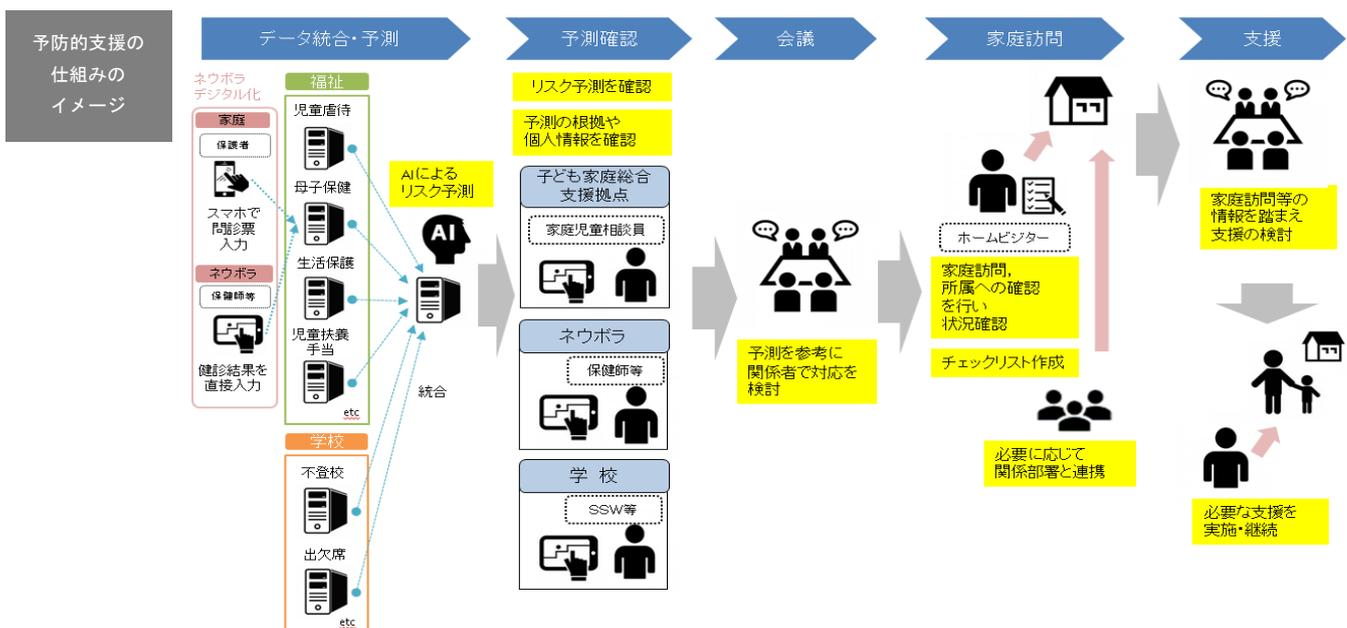 予防的支援の
仕組みの
イメージ
データ統合・予測
予測確認
会議
家庭訪問
支援
ネウボラ
デジタル化
家庭
保護者
スマホで
問診票
入力
ネウボラ
保健師等
健診結果を
直接入力
福祉
児童虐待
母子保健
生活保護
児童扶養
手当
etc
学校
不登校
出欠席
etc
AIによる
リスク予測
AI
統合
リスク予測を確認
予測の根拠や
個人情報を確認
子ども家庭総合
支援拠点
家庭児童相談員
ネウボラ
保健師等
学 校
SSW等
予測を参考に
関係者で対応を
検討
ホームビジター
家庭訪問,
所属への確認
を行い
状況確認
チェックリスト作成
必要に応じて
関係部署と連携
家庭訪問等の
情報を踏まえ
支援の検討
必要な支援を
実施・継続